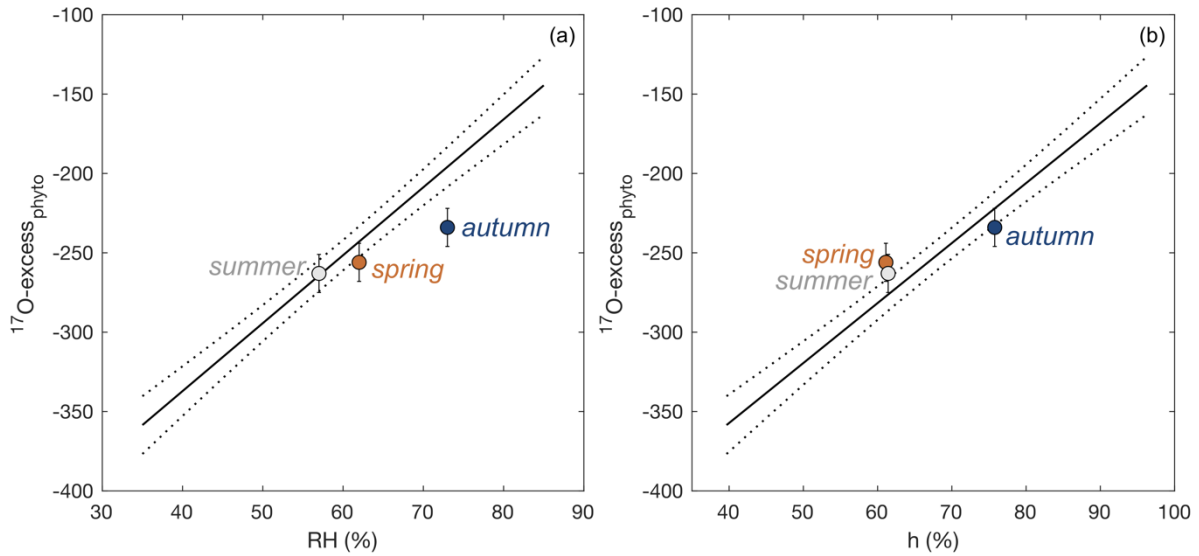 (a)
-100
-150
-200
-250
-300
-350
-400
17O-excessphyto
summer
spring
autumn
30 40 50 60 70 80 90
RH (%)
(b)
-100
-150
-200
-250
-300
-350
-400
17O-excessphyto
spring
summer
autumn
40 50 60 70 80 90 100
h (%)